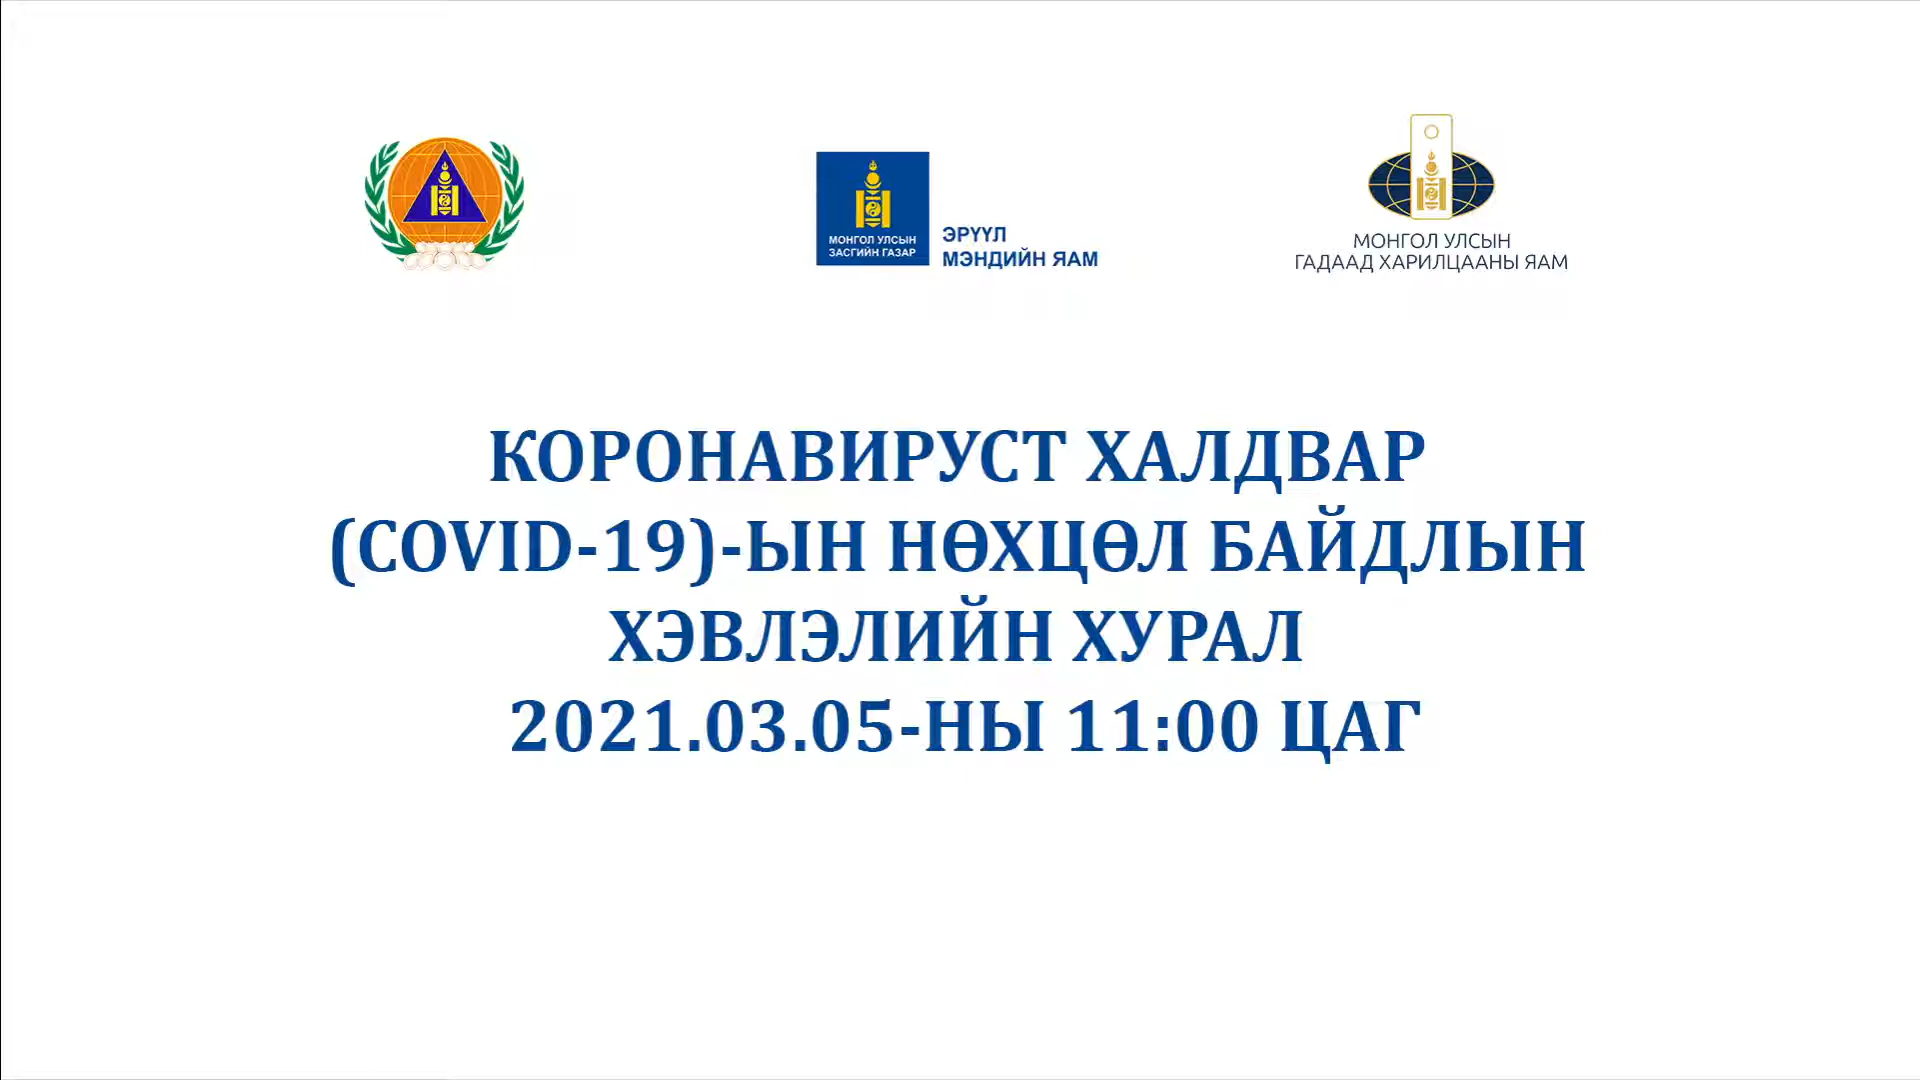 МОНГОЛ УЛСЫН
ЗАСГИЙН ГАЗАР
ЭРҮҮЛ
МЭНДИЙН ЯАМ
МОНГОЛ УЛСЫН
ГАДААД ХАРИЛЦААНЫ ЯАМ
КОРОНАВИРУСТ ХАЛДВАР
(COVID-19)-ЫН НӨХЦӨЛ БАЙДЛЫН
ХЭВЛЭЛИЙН ХУРАЛ
2021.03.05-НЫ 11:00 ЦАГ